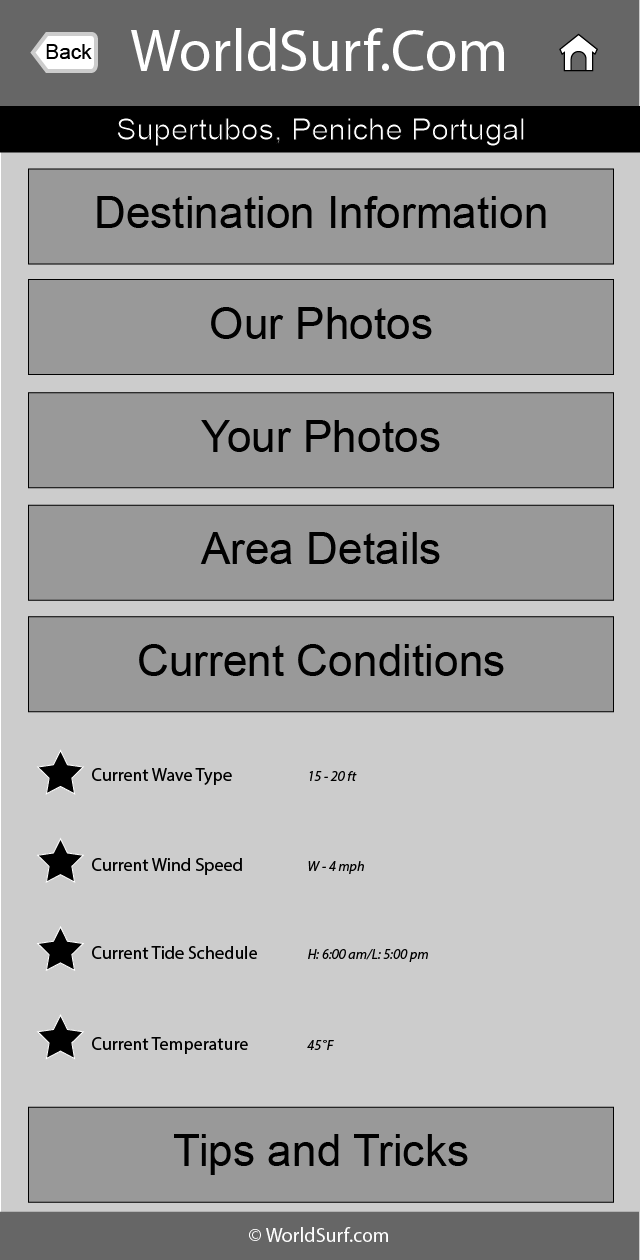 Back
WorldSurf.Com
Supertubos, Peniche Portugal
Destination Information
Our Photos
Your Photos
Area Details
Current Conditions
Current Wave Type 15 - 20 ft
Current Wind Speed W - 4 mph
Current Tide Schedule H: 6:00 am/L: 5:00 pm
Current Temperature 45°F
Tips and Tricks
© WorldSurf.com